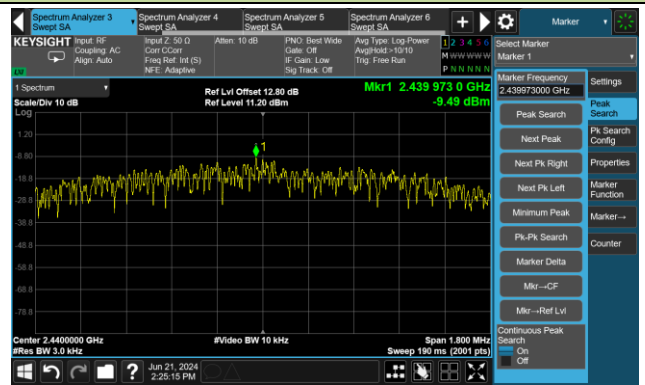 Spectrum Analyzer 3
Swept SA
Spectrum Analyzer 4
Swept SA
Spectrum Analyzer 5
Swept SA
Spectrum Analyzer 6
Swept SA
Marker
KEYSIGHT
Input: RF
Coupling: AC
Align: Auto
Input Z: 50 Ω
Corr CCorr
Freq Ref: Int (S)
NFE: Adaptive
Atten: 10 dB
PNO: Best Wide
Gate: Off
IF Gain: Low
Sig Track: Off
Avg Type: Log-Power
Avg|Hold:>10/10
Trig: Free Run
1 2 3 4 5 6
M W W W W W
P N N N N N
Select Marker
Marker 1
1 Spectrum
Scale/Div 10 dB
Log
Ref Lvl Offset 12.80 dB
Ref Level 11.20 dBm
Mkr1 2.439 973 0 GHz
-9.49 dBm
1
1.20
-8.80
-18.8
-28.8
-38.8
-48.8
-58.8
-68.8
-78.8
Center 2.4400000 GHz
#Res BW 3.0 kHz
#Video BW 10 kHz
Span 1.800 MHz
Sweep 190 ms (2001 pts)
Marker Frequency
2.439973000 GHz
Peak Search
Next Peak
Next Pk Right
Next Pk Left
Minimum Peak
Pk-Pk Search
Marker Delta
Mkr→CF
Mkr→Ref Lvl
Continuous Peak
Search
On
Off
Settings
Peak
Search
Pk Search
Config
Properties
Marker
Function
Marker→
Counter
?
Jun 21, 2024
2:25:15 PM